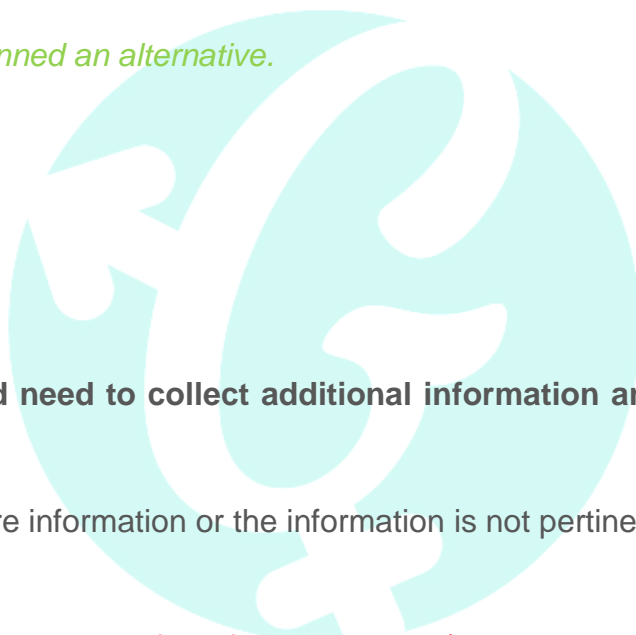 nned an alternative.
d need to collect additional information ar
re information or the information is not pertine